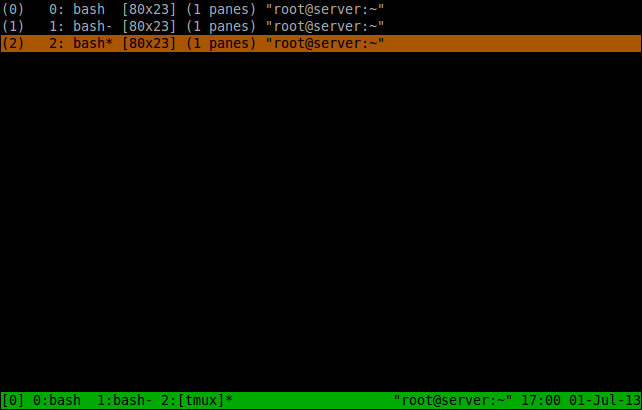 (0)   0: bash  [80x23] (1 panes) "root@server:~"
(1)   1: bash- [80x23] (1 panes) "root@server:~"
(2)   2: bash* [80x23] (1 panes) "root@server:~"
[0] 0:bash  1:bash- 2:[tmux]*                    "root@server:~" 17:00 01-Jul-13